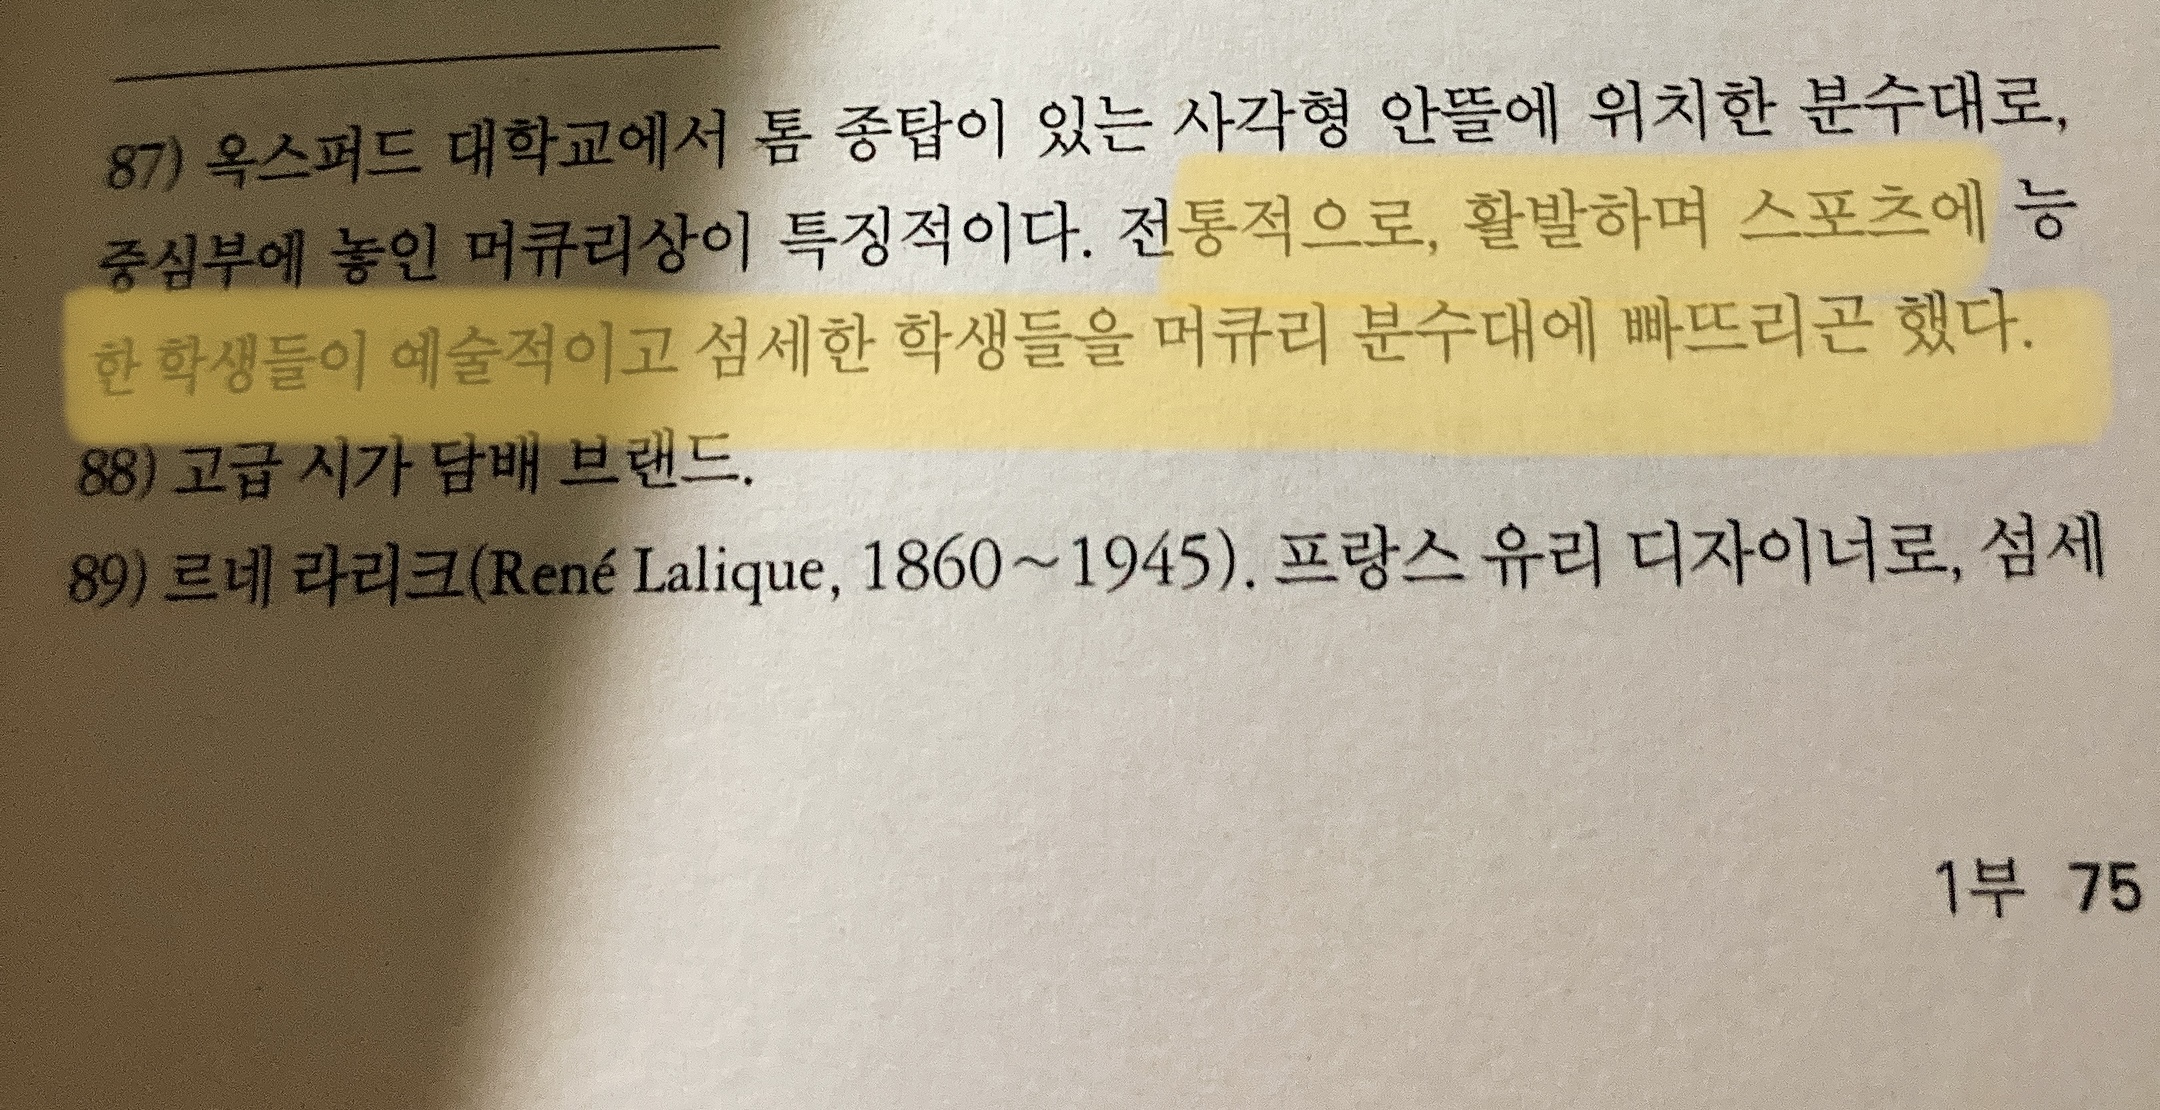 87) 옥스퍼드 대학교에서 톰 종탑이 있는 사각형 안뜰에 위치한 분수대로,
중심부에 놓인 머큐리상이 특징적이다. 전통적으로, 활발하며 스포츠에 능
한 학생들이 예술적이고 섬세한 학생들을 머큐리 분수대에 빠뜨리곤 했다.
88) 고급 시가 담배 브랜드.
89) 르네 라리크(René Lalique, 1860~1945). 프랑스 유리 디자이너로, 섬세
1부 75